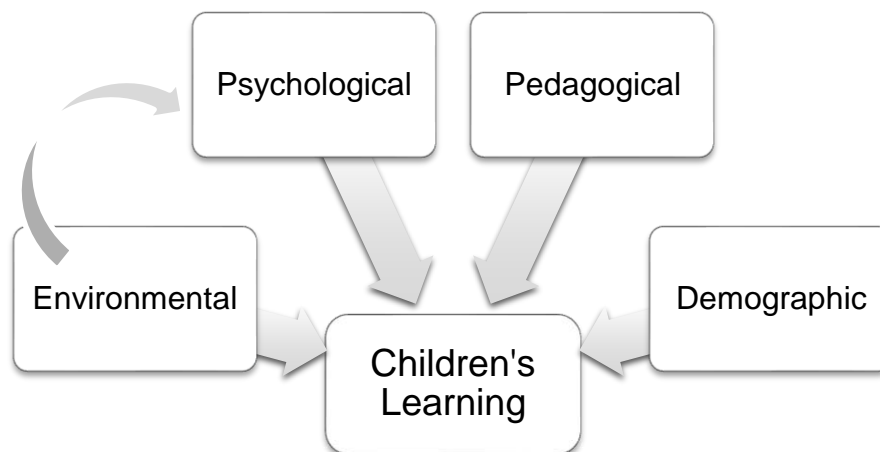 Psychological
Pedagogical
Environmental
Demographic
Children's
Learning